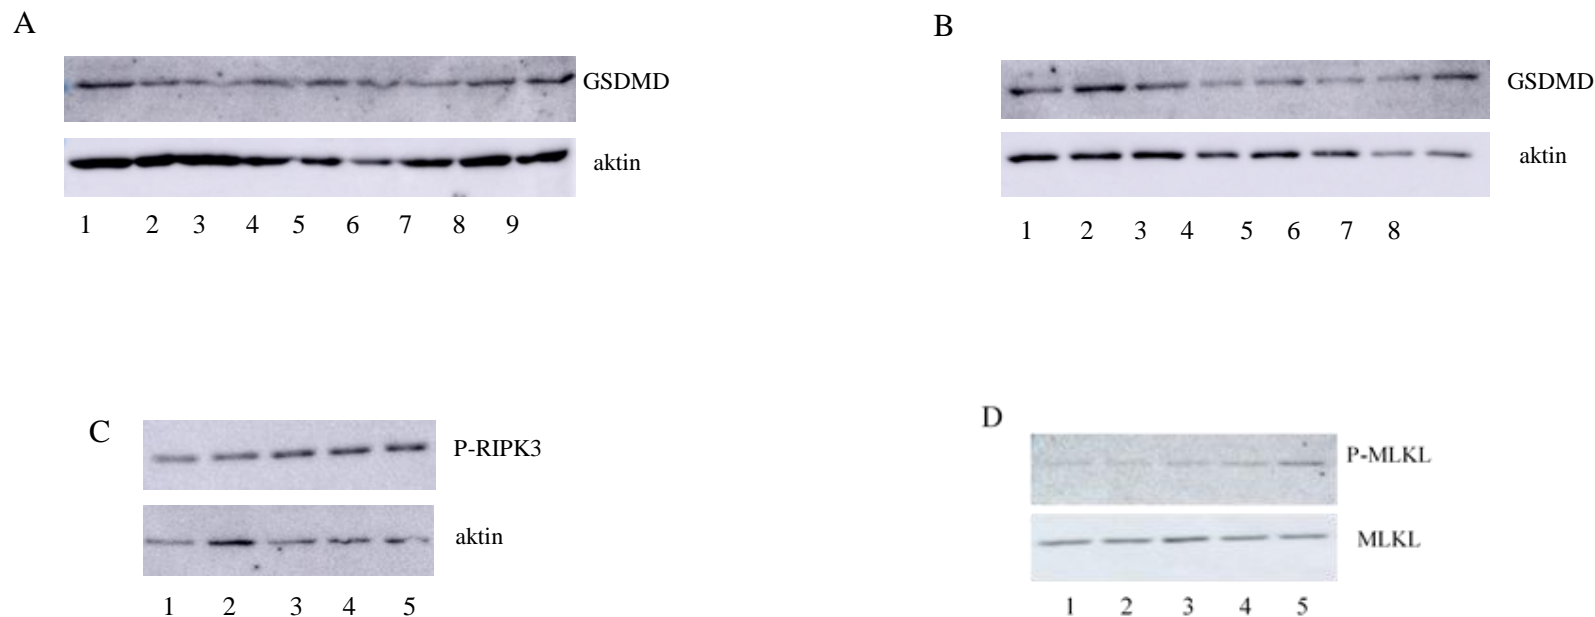 A
GSDMD
aktin
1 2 3 4 5 6 7 8 9
B
GSDMD
aktin
1 2 3 4 5 6 7 8
C
P-RIPK3
aktin
1 2 3 4 5
D
P-MLKL
MLKL
1 2 3 4 5